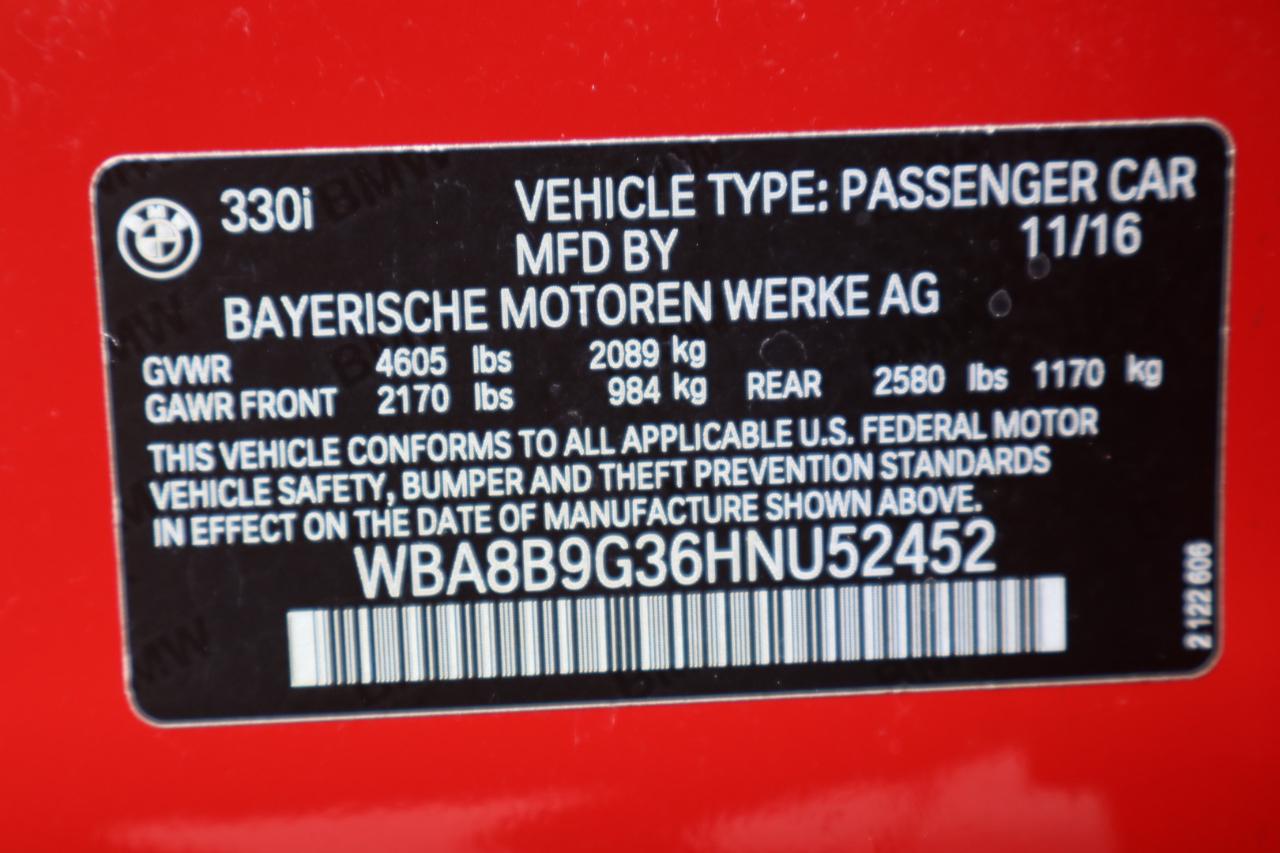 330i VEHICLE TYPE: PASSENGER CAR
MFD BY 11/16
BAYERISCHE MOTOREN WERKE AG
GVWR 4605 lbs 2089 kg
GAWR FRONT 2170 lbs 984 kg REAR 2580 lbs 1170 kg
THIS VEHICLE CONFORMS TO ALL APPLICABLE U.S. FEDERAL MOTOR
VEHICLE SAFETY, BUMPER AND THEFT PREVENTION STANDARDS
IN EFFECT ON THE DATE OF MANUFACTURE SHOWN ABOVE.
WBA8B9G36HNU52452
2 122 606